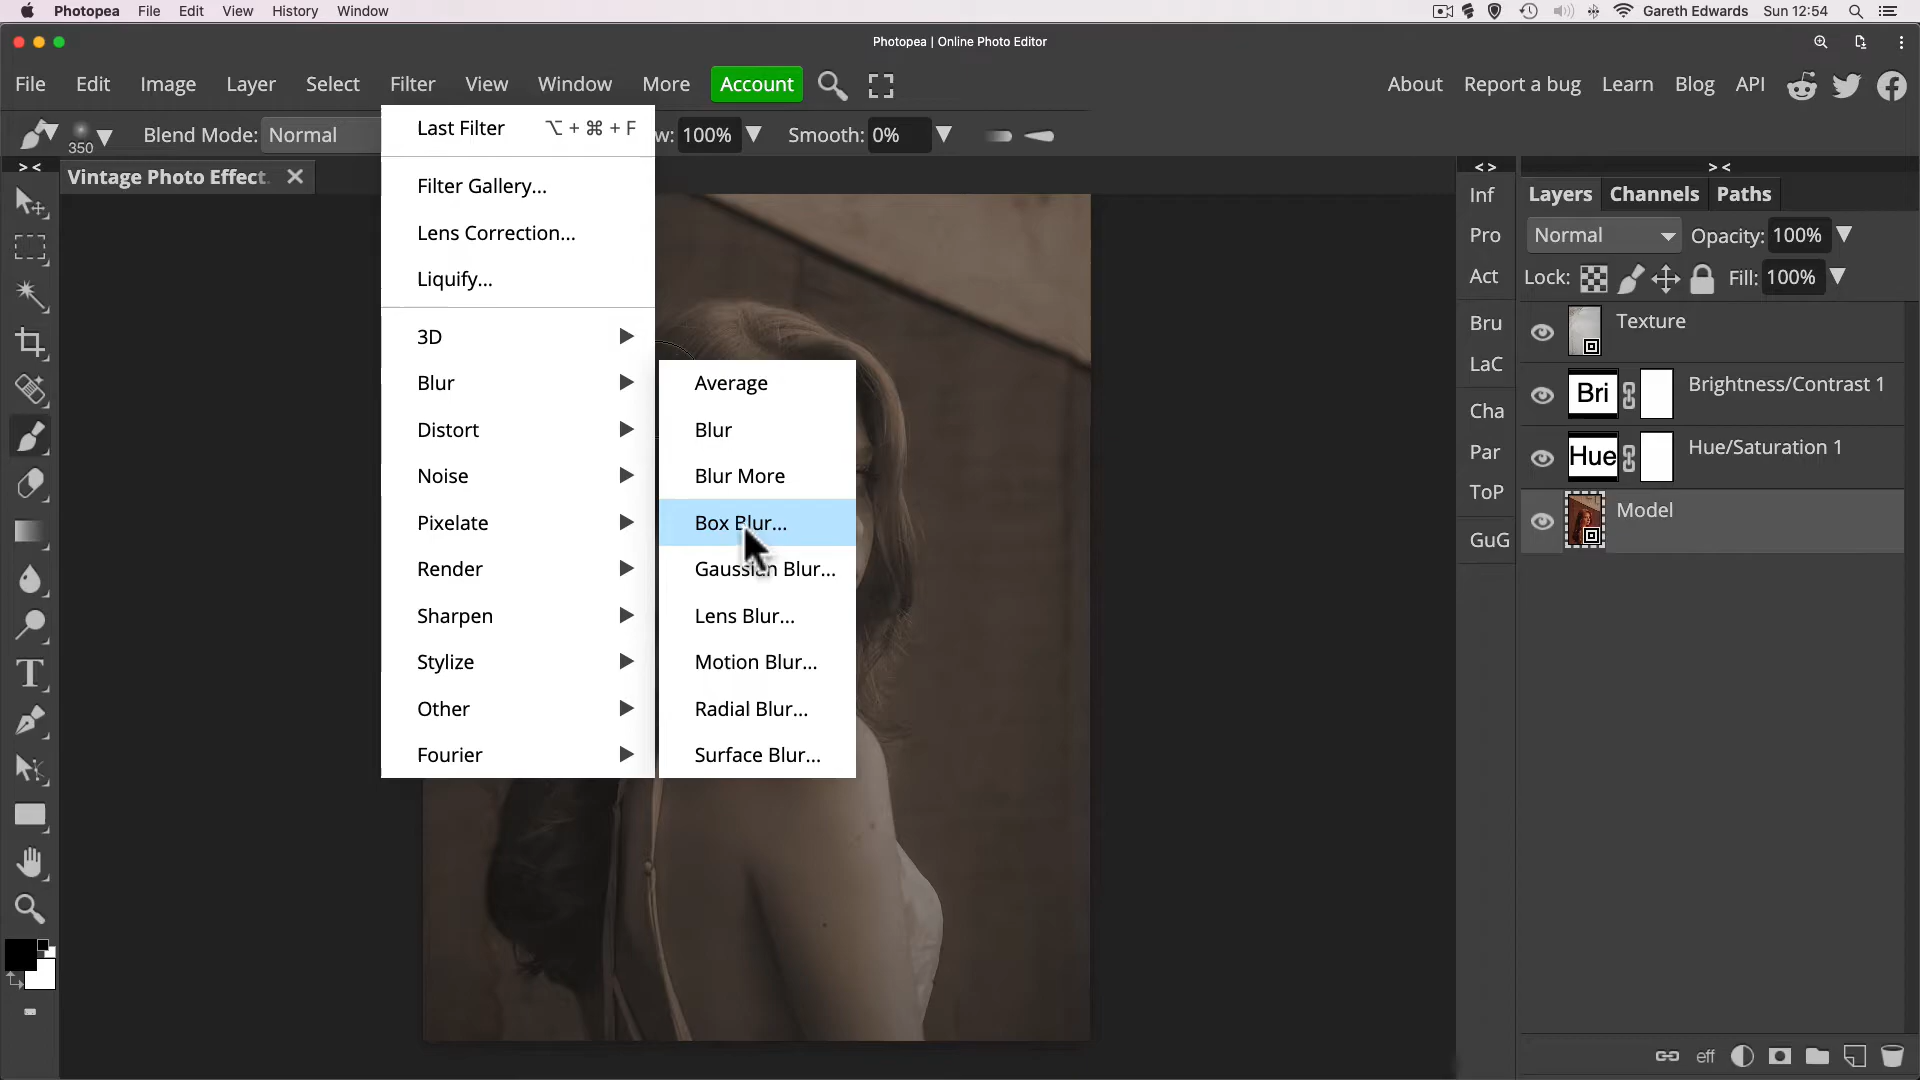 Photopea File Edit View History Window
Gareth Edwards Sun 12:54
Photopea | Online Photo Editor
File Edit Image Layer Select Filter View Window More Account
About Report a bug Learn Blog API
350 Blend Mode: Normal
w: 100% Smooth: 0%
> <
Vintage Photo Effect.
Last Filter ⌥ + ⌘ + F
Filter Gallery...
Lens Correction...
Liquify...
3D
Blur
Distort
Noise
Pixelate
Render
Sharpen
Stylize
Other
Fourier
Average
Blur
Blur More
Box Blur...
Gaussian Blur...
Lens Blur...
Motion Blur...
Radial Blur...
Surface Blur...
< >
Inf
Pro
Act
Bru
LaC
Cha
Par
ToP
GuG
> <
Layers Channels Paths
Normal Opacity: 100%
Lock: Fill: 100%
Texture
Bri Brightness/Contrast 1
Hue Hue/Saturation 1
Model
eff